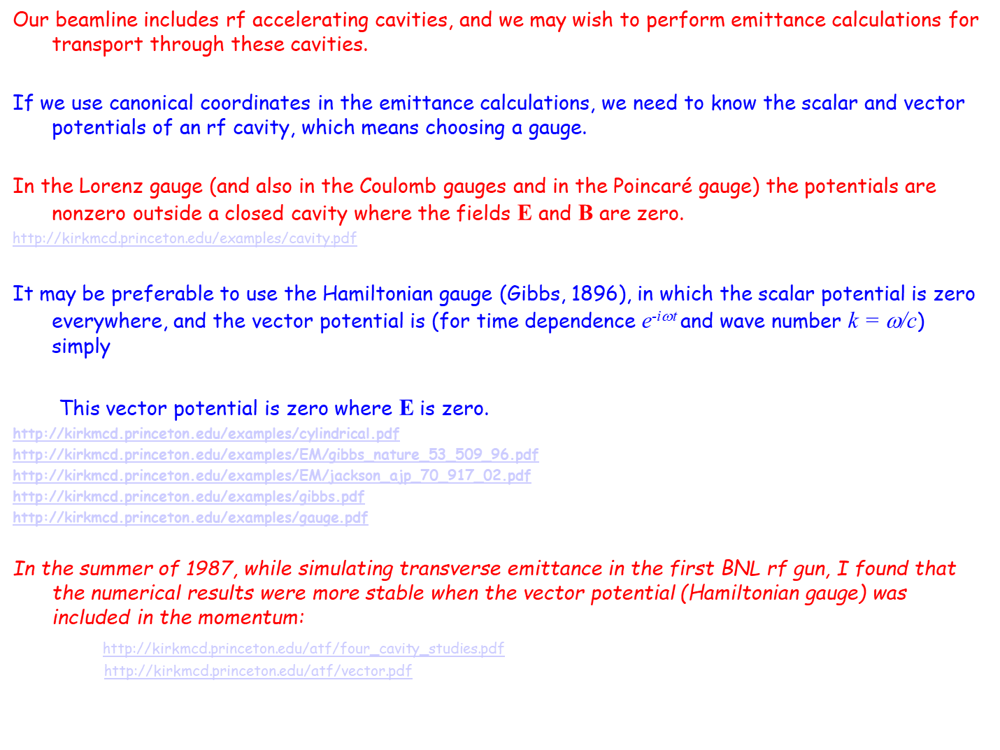 Our beamline includes rf accelerating cavities, and we may wish to perform emittance calculations for
transport through these cavities.
If we use canonical coordinates in the emittance calculations, we need to know the scalar and vector
potentials of an rf cavity, which means choosing a gauge.
In the Lorenz gauge (and also in the Coulomb gauges and in the Poincaré gauge) the potentials are
nonzero outside a closed cavity where the fields E and B are zero.
http://kirkmcd.princeton.edu/examples/cavity.pdf
It may be preferable to use the Hamiltonian gauge (Gibbs, 1896), in which the scalar potential is zero
everywhere, and the vector potential is (for time dependence e^-iωt and wave number k = ω/c)
simply
This vector potential is zero where E is zero.
http://kirkmcd.princeton.edu/examples/cylindrical.pdf
http://kirkmcd.princeton.edu/examples/EM/gibbs_nature_53_509_96.pdf
http://kirkmcd.princeton.edu/examples/EM/jackson_ajp_70_917_02.pdf
http://kirkmcd.princeton.edu/examples/gibbs.pdf
http://kirkmcd.princeton.edu/examples/gauge.pdf
In the summer of 1987, while simulating transverse emittance in the first BNL rf gun, I found that
the numerical results were more stable when the vector potential (Hamiltonian gauge) was
included in the momentum:
http://kirkmcd.princeton.edu/atf/four_cavity_studies.pdf
http://kirkmcd.princeton.edu/atf/vector.pdf